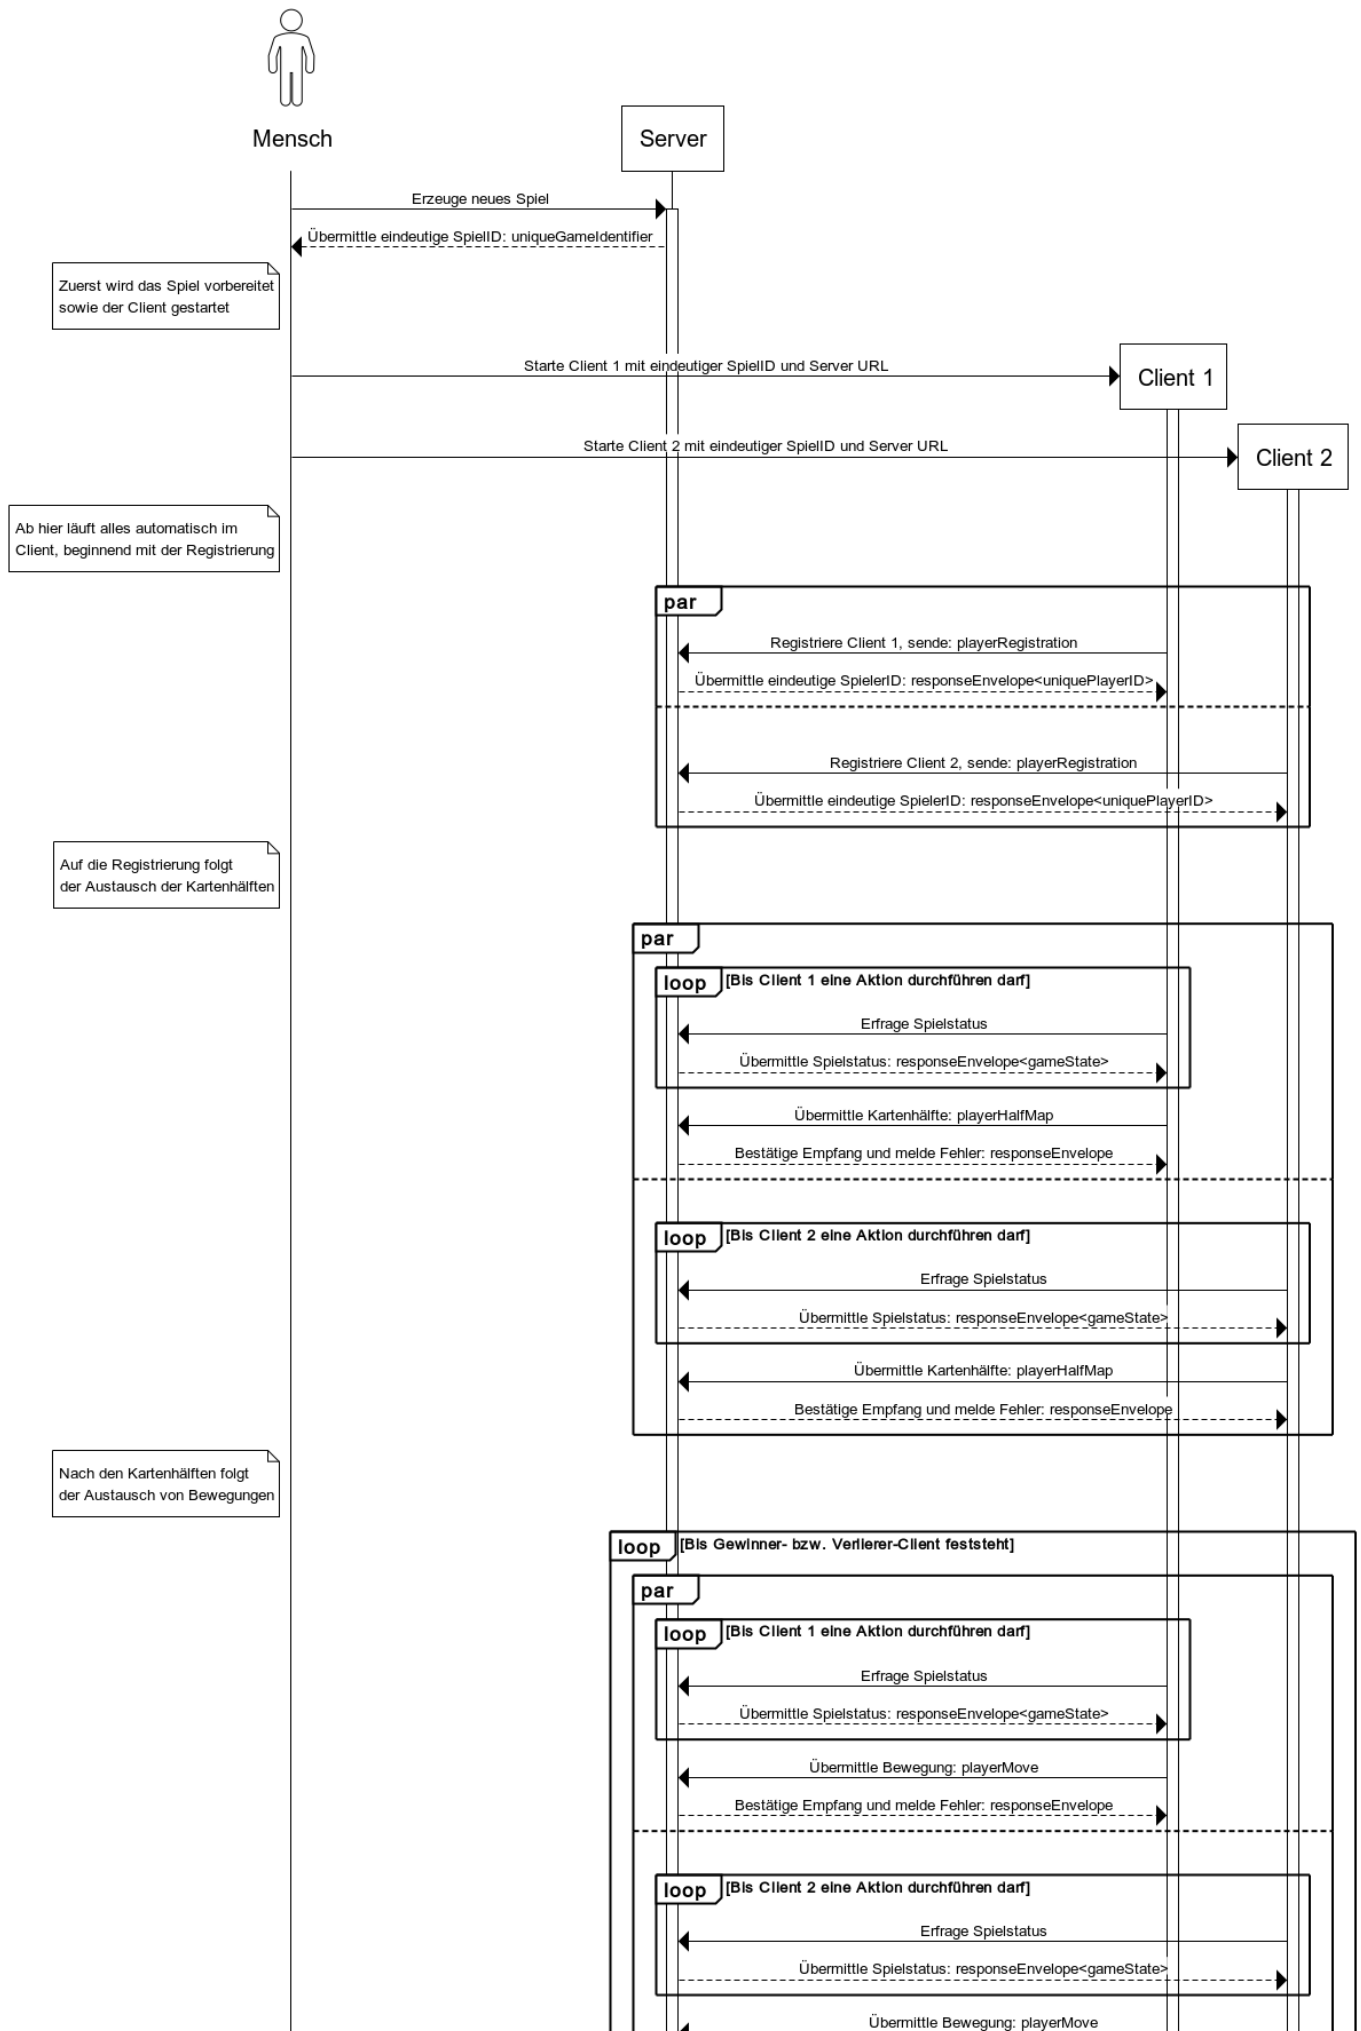 Mensch
Server
Erzeuge neues Spiel
Übermittle eindeutige SpielID: uniqueGameIdentifier
Zuerst wird das Spiel vorbereitet
sowie der Client gestartet
Starte Client 1 mit eindeutiger SpielID und Server URL
Client 1
Starte Client 2 mit eindeutiger SpielID und Server URL
Client 2
Ab hier läuft alles automatisch im
Client, beginnend mit der Registrierung
par
Registriere Client 1, sende: playerRegistration
Übermittle eindeutige SpielerID: responseEnvelope<uniquePlayerID>
Registriere Client 2, sende: playerRegistration
Übermittle eindeutige SpielerID: responseEnvelope<uniquePlayerID>
Auf die Registrierung folgt
der Austausch der Kartenhälften
par
loop [Bis Client 1 eine Aktion durchführen darf]
Erfrage Spielstatus
Übermittle Spielstatus: responseEnvelope<gameState>
Übermittle Kartenhälfte: playerHalfMap
Bestätige Empfang und melde Fehler: responseEnvelope
loop [Bis Client 2 eine Aktion durchführen darf]
Erfrage Spielstatus
Übermittle Spielstatus: responseEnvelope<gameState>
Übermittle Kartenhälfte: playerHalfMap
Bestätige Empfang und melde Fehler: responseEnvelope
Nach den Kartenhälften folgt
der Austausch von Bewegungen
loop [Bis Gewinner- bzw. Verlierer-Client feststeht]
par
loop [Bis Client 1 eine Aktion durchführen darf]
Erfrage Spielstatus
Übermittle Spielstatus: responseEnvelope<gameState>
Übermittle Bewegung: playerMove
Bestätige Empfang und melde Fehler: responseEnvelope
loop [Bis Client 2 eine Aktion durchführen darf]
Erfrage Spielstatus
Übermittle Spielstatus: responseEnvelope<gameState>
Übermittle Bewegung: playerMove